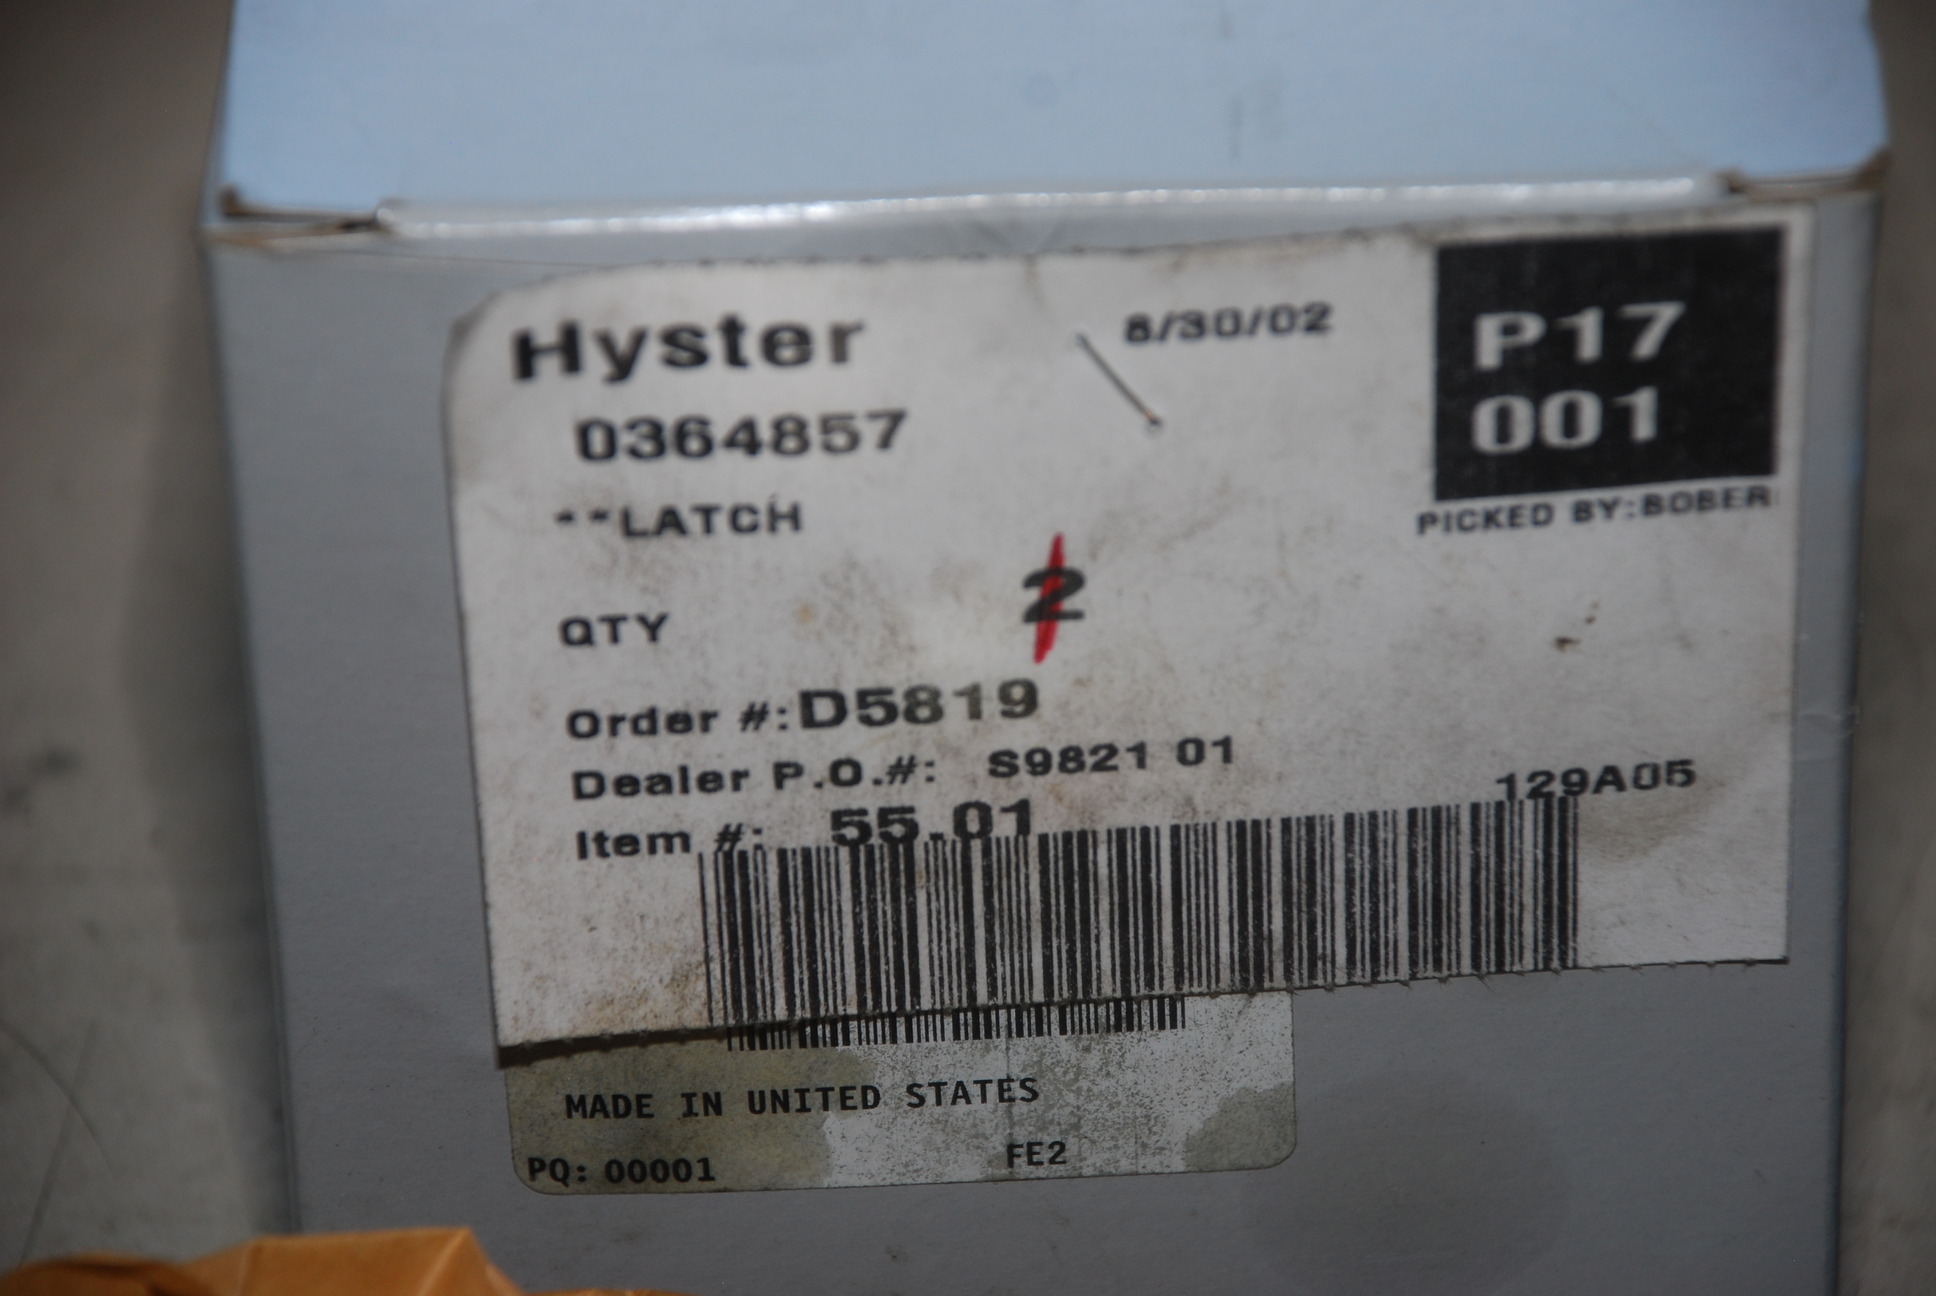 Hyster
8/30/02
P17
001
0364857
PICKED BY:BOBER
**LATCH
QTY 2
Order #:D5819
Dealer P.O.#: S9821 01
129A05
Item #: 55.01
MADE IN UNITED STATES
PQ: 00001 FE2